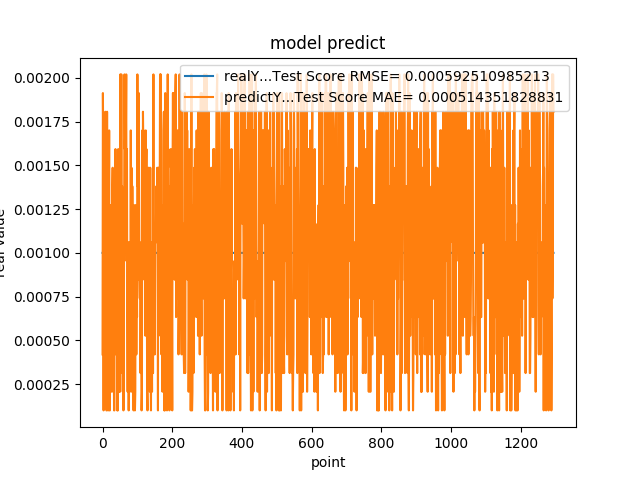 model predict
realY...Test Score RMSE= 0.000592510985213
predictY...Test Score MAE= 0.000514351828831
0.00200
0.00175
0.00150
0.00125
0.00100
0.00075
0.00050
0.00025
real value
0 200 400 600 800 1000 1200
point